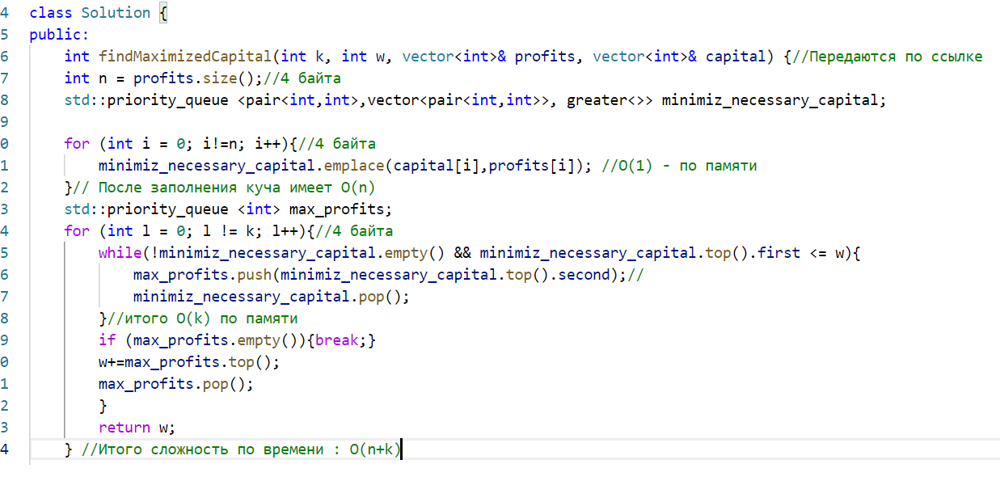 4 class Solution {
5 public:
6 int findMaximizedCapital(int k, int w, vector<int>& profits, vector<int>& capital) {//Передаются по ссылке
7 int n = profits.size();//4 байта
8 std::priority_queue <pair<int,int>,vector<pair<int,int>>, greater<>> minimiz_necessary_capital;
9
0 for (int i = 0; i!=n; i++){//4 байта
1 minimiz_necessary_capital.emplace(capital[i],profits[i]); //O(1) - по памяти
2 }// После заполнения куча имеет O(n)
3 std::priority_queue <int> max_profits;
4 for (int l = 0; l != k; l++){//4 байта
5 while(!minimiz_necessary_capital.empty() && minimiz_necessary_capital.top().first <= w){
6 max_profits.push(minimiz_necessary_capital.top().second);//
7 minimiz_necessary_capital.pop();
8 }//итого O(k) по памяти
9 if (max_profits.empty()){break;}
0 w+=max_profits.top();
1 max_profits.pop();
2 }
3 return w;
4 } //Итого сложность по времени : O(n+k)